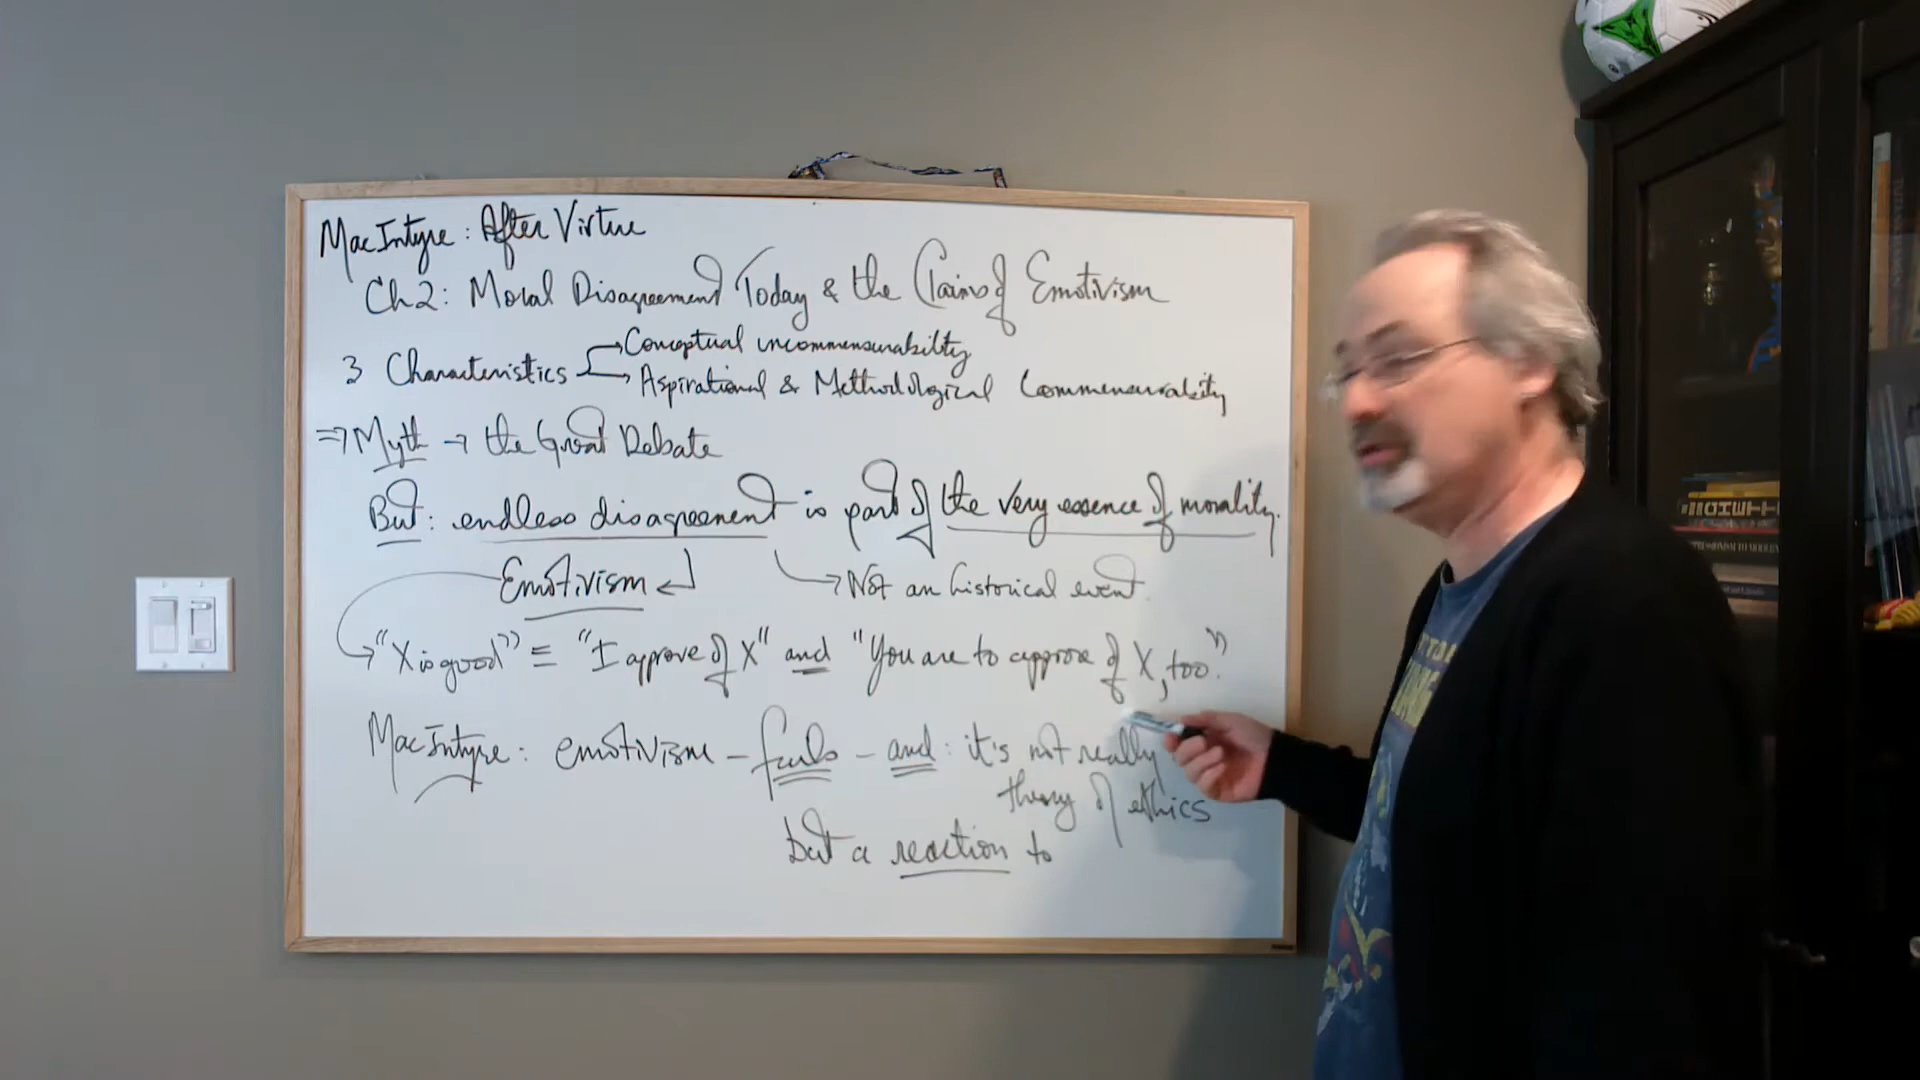 MacIntyre: After Virtue
Ch2: Moral Disagreement Today & the Claims of Emotivism
3 Characteristics → Conceptual incommensurability
→ Aspirational & Methodological Commensurability
⇒ Myth → the Great Debate
But: endless disagreement is part of the very essence of morality.
Emotivism ↵ → Not an historical event.
→ "X is good" ≡ "I approve of X" and "You are to approve of X, too."
MacIntyre: emotivism – fails – and: it's not really
theory of ethics
but a reaction to